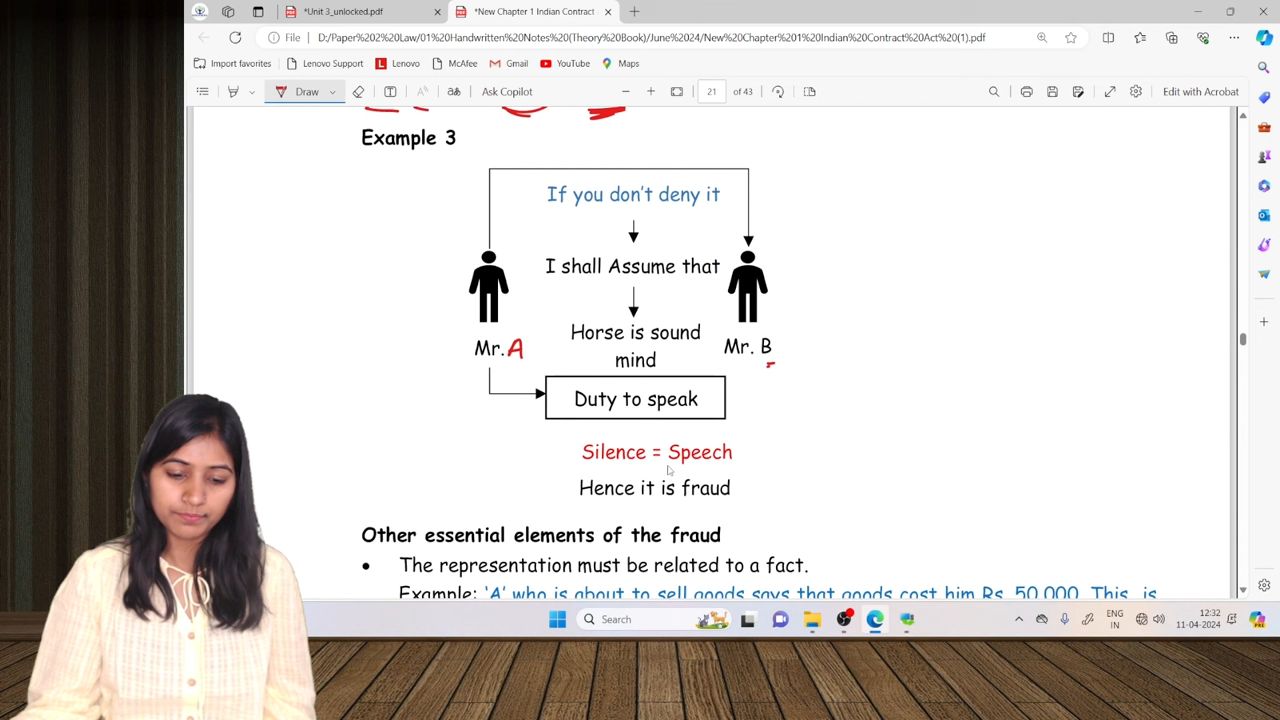 *Unit 3_unlocked.pdf
*New Chapter 1 Indian Contract
File
D:/Paper%202%20Law/01%20Handwritten%20Notes%20(Theory%20Book)/June%2024/New%20Chapter%201%20Indian%20Contract%20Act%20(1).pdf
Import favorites
Lenovo Support
Lenovo
McAfee
Gmail
YouTube
Maps
Draw
Ask Copilot
21 of 43
Edit with Acrobat
Example 3
If you don't deny it
I shall Assume that
Horse is sound
mind
Mr. A
Mr. B
Duty to speak
Silence = Speech
Hence it is fraud
Other essential elements of the fraud
• The representation must be related to a fact.
Example: 'A' who is about to sell goods says that goods cost him Rs. 50,000. This is
Search
ENG
IN
12:32
11-04-2024